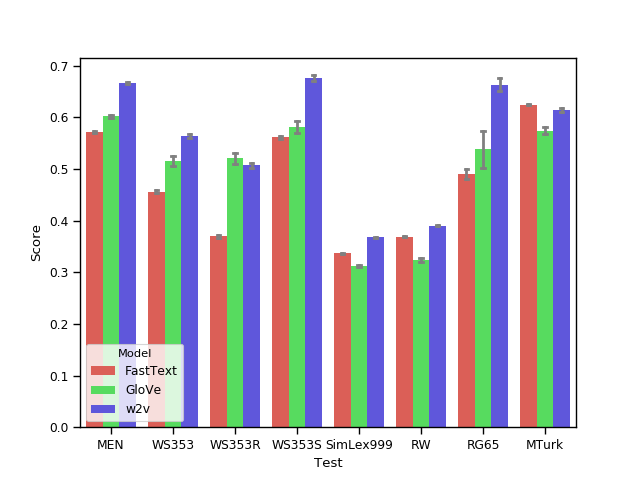 0.7
0.6
0.5
0.4
0.3
0.2
0.1
0.0
Score
Model
FastText
GloVe
w2v
MEN WS353 WS353R WS353S SimLex999 RW RG65 MTurk
Test